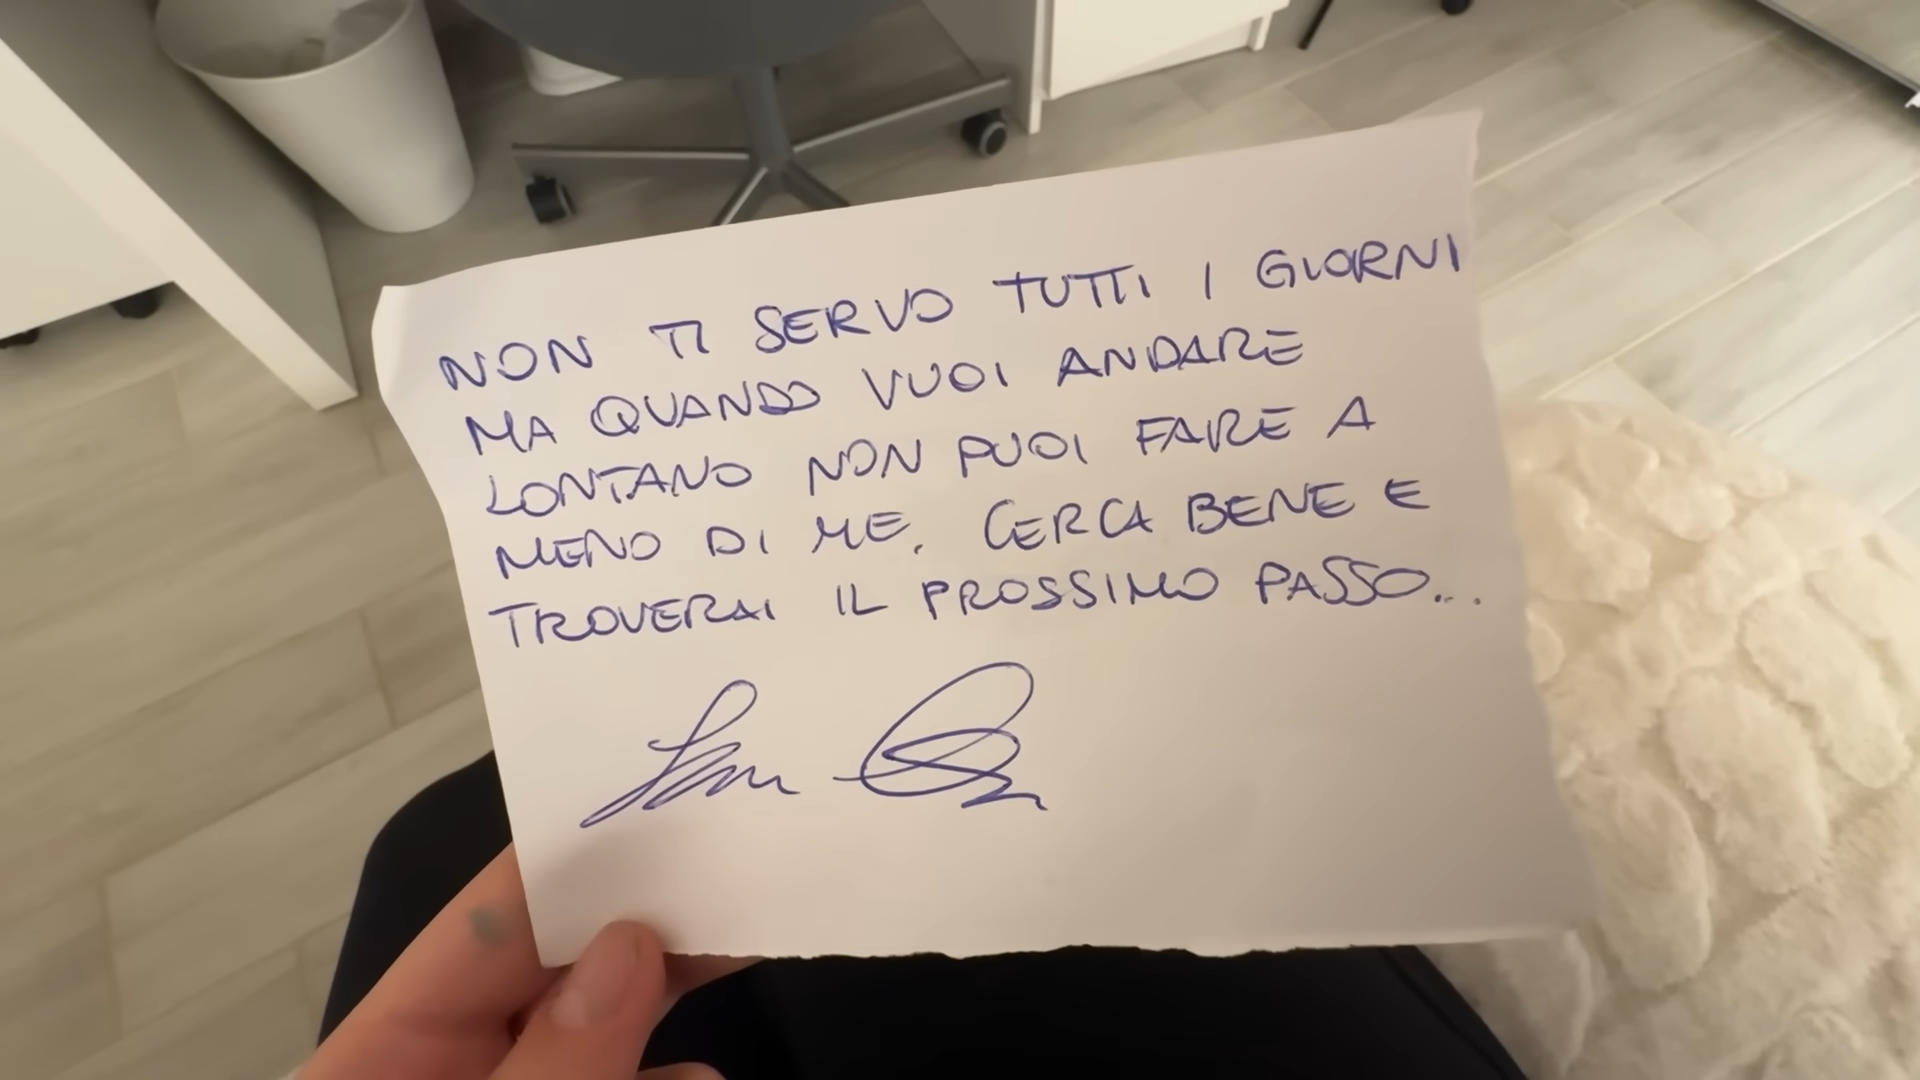 NON TI SERVO TUTTI I GIORNI
MA QUANDO VUOI ANDARE
LONTANO NON PUOI FARE A
MENO DI ME. CERCA BENE E
TROVERAI IL PROSSIMO PASSO...